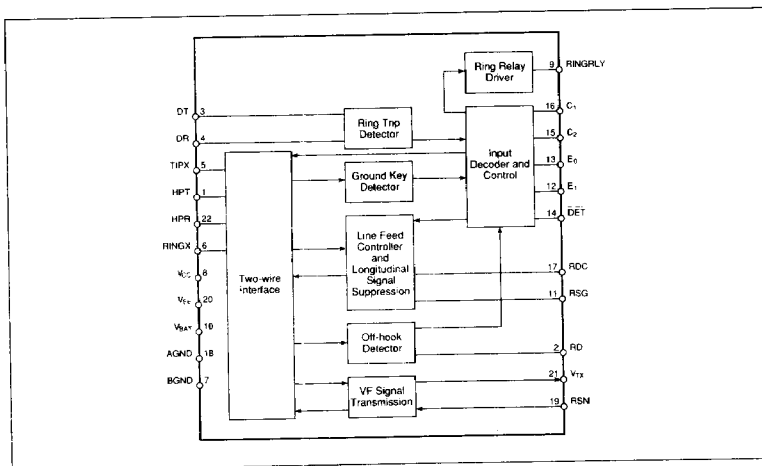 Ring Relay
Driver
9 RINGRLY
DT 3
DR 4
TIPX 5
HPT 1
HPR 22
RINGX 6
VCC 8
VEE 20
VBAT 10
AGND 18
BGND 7
Ring Trip
Detector
Ground Key
Detector
Two-wire
Interface
Line Feed
Controller
and
Longitudinal
Signal
Suppression
Off-hook
Detector
VF Signal
Transmission
Input
Decoder and
Control
16 C1
15 C2
13 E0
12 E1
14 DET
17 RDC
11 RSG
2 RD
21 VTX
19 RSN